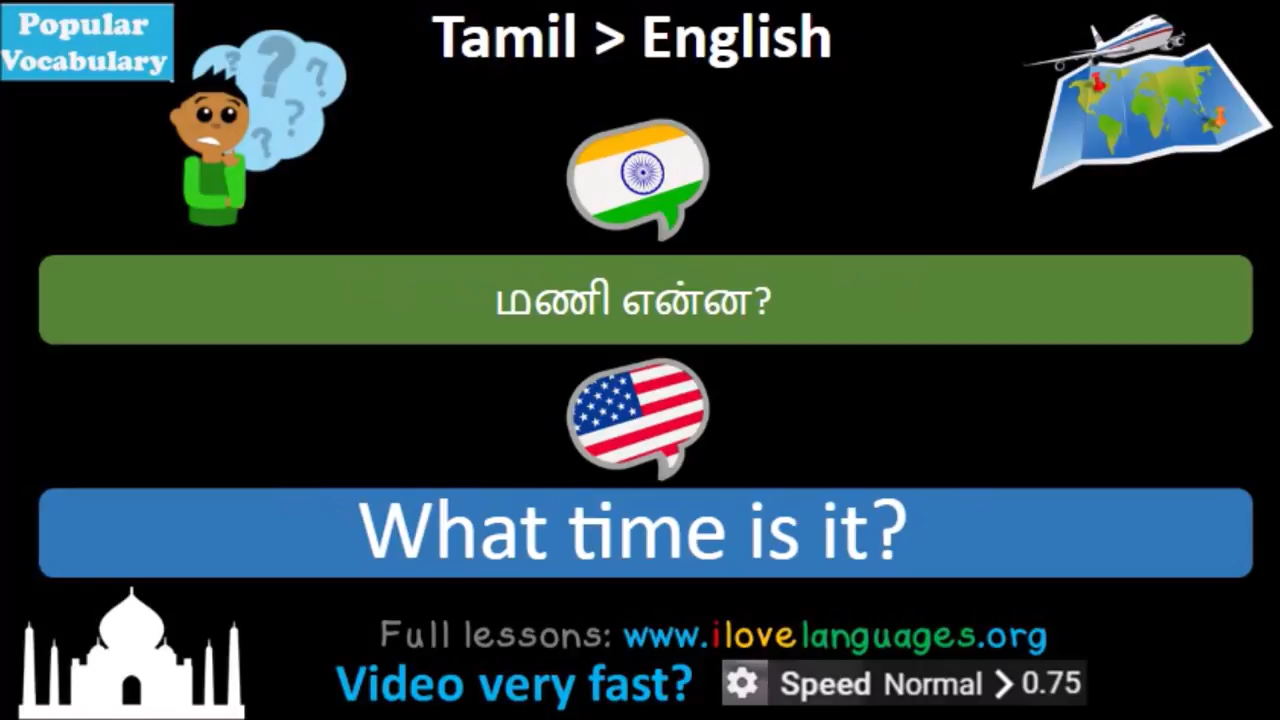 Popular
Vocabulary
Tamil > English
மணி என்ன?
What time is it?
Full lessons: www.ilovelanguages.org
Video very fast? Speed Normal > 0.75